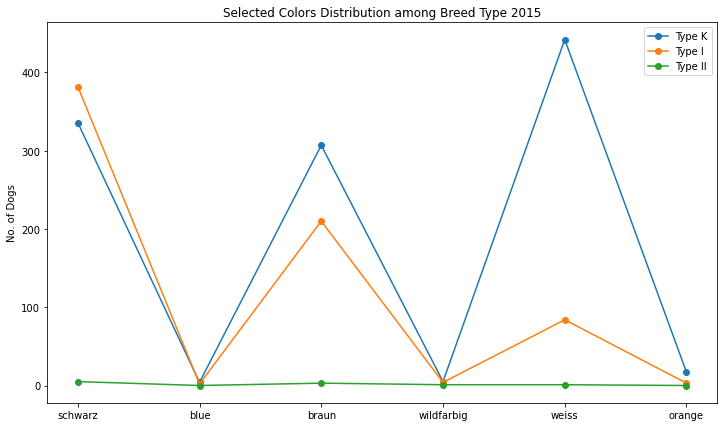 Selected Colors Distribution among Breed Type 2015
Type K
Type I
Type II
No. of Dogs
400
300
200
100
0
schwarz
blue
braun
wildfarbig
weiss
orange